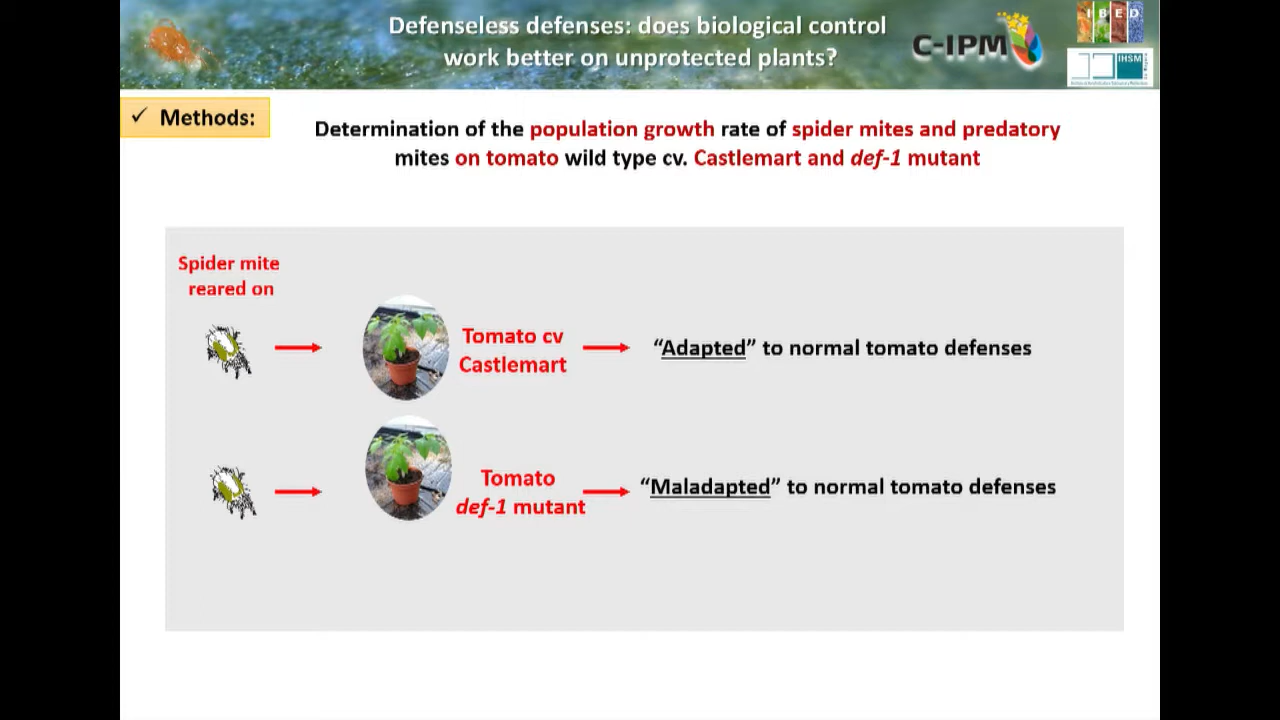 Defenseless defenses: does biological control
work better on unprotected plants?
C-IPM
IBED
IHSM
✓ Methods:
Determination of the population growth rate of spider mites and predatory
mites on tomato wild type cv. Castlemart and def-1 mutant
Spider mite
reared on
Tomato cv
Castlemart
“Adapted” to normal tomato defenses
Tomato
def-1 mutant
“Maladapted” to normal tomato defenses